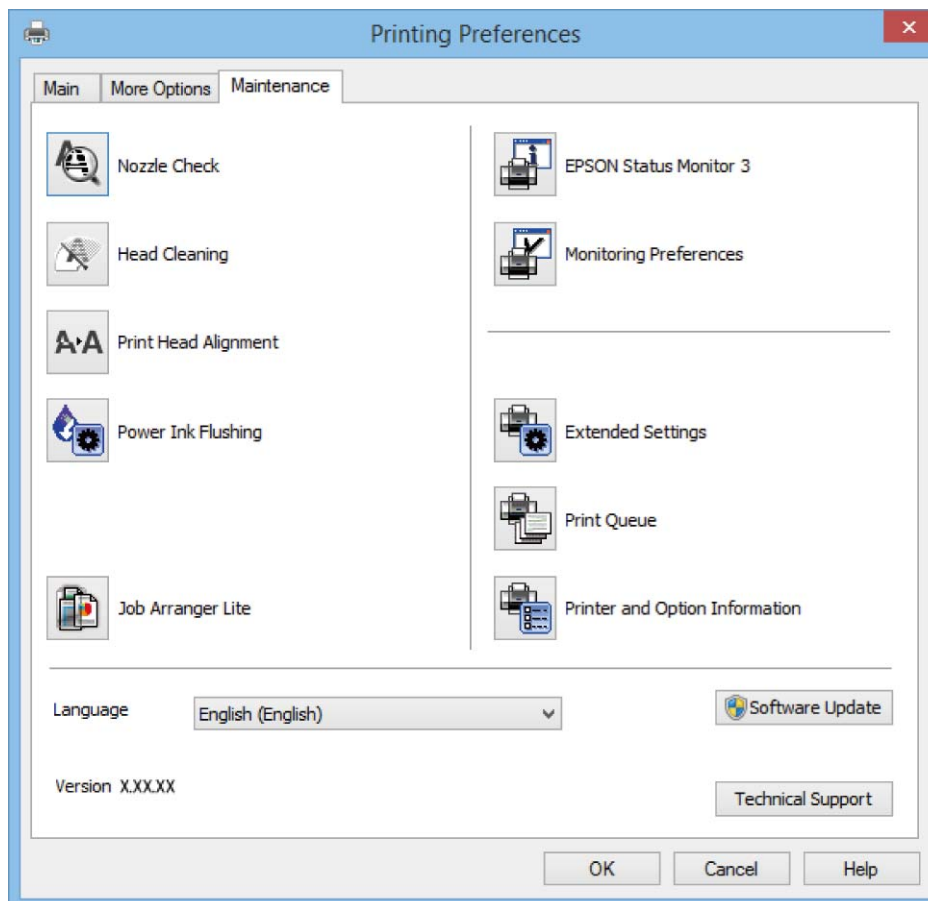 Printing Preferences
Main
More Options
Maintenance
Nozzle Check
Head Cleaning
A·A Print Head Alignment
Power Ink Flushing
Job Arranger Lite
EPSON Status Monitor 3
Monitoring Preferences
Extended Settings
Print Queue
Printer and Option Information
Language
English (English)
Software Update
Version X.XX.XX
Technical Support
OK
Cancel
Help